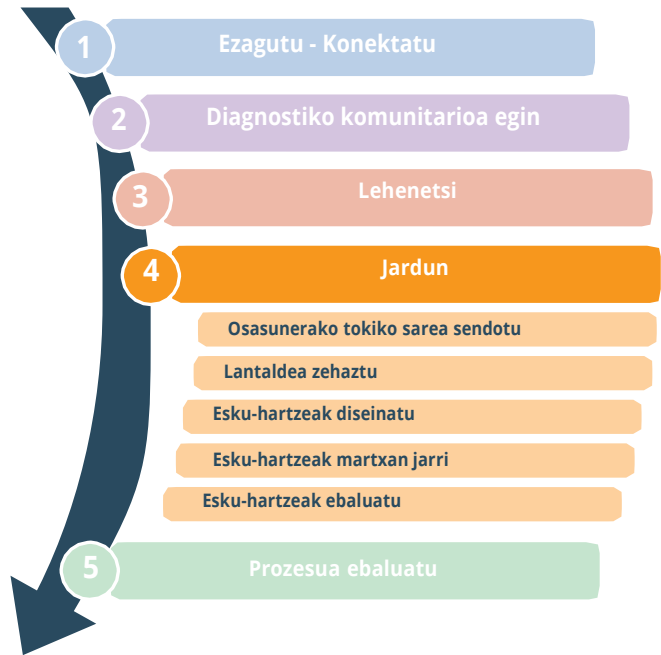 1 Ezagutu - Konektatu
2 Diagnostiko komunitarioa egin
3 Lehenetsi
4 Jardun
Osasunerako tokiko sarea sendotu
Lantaldea zehaztu
Esku-hartzeak diseinatu
Esku-hartzeak martxan jarri
Esku-hartzeak ebaluatu
5 Prozesua ebaluatu